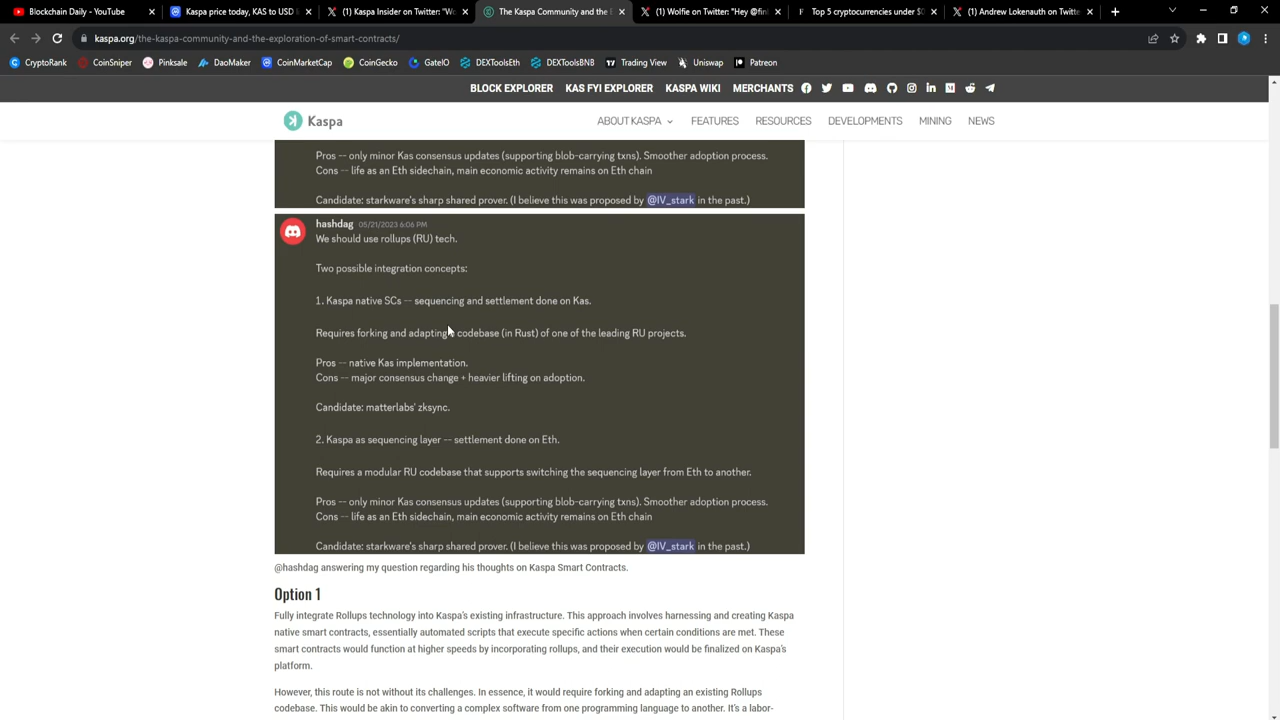 Blockchain Daily - YouTube
Kaspa price today, KAS to USD l
(1) Kaspa Insider on Twitter: "Wo
The Kaspa Community and the E
(1) Wolfie on Twitter: "Hey @fink
Top 5 cryptocurrencies under $0
(1) Andrew Lokenauth on Twitte
kaspa.org/the-kaspa-community-and-the-exploration-of-smart-contracts/
CryptoRank
CoinSniper
Pinksale
DaoMaker
CoinMarketCap
CoinGecko
GateIO
DEXToolsEth
DEXToolsBNB
Trading View
Uniswap
Patreon
BLOCK EXPLORER KAS FYI EXPLORER KASPA WIKI MERCHANTS
Kaspa
ABOUT KASPA FEATURES RESOURCES DEVELOPMENTS MINING NEWS
Pros -- only minor Kas consensus updates (supporting blob-carrying txns). Smoother adoption process.
Cons -- life as an Eth sidechain, main economic activity remains on Eth chain
Candidate: starkware's sharp shared prover. (I believe this was proposed by @IV_stark in the past.)
hashdag 05/21/2023 6:06 PM
We should use rollups (RU) tech.
Two possible integration concepts:
1. Kaspa native SCs -- sequencing and settlement done on Kas.
Requires forking and adapting a codebase (in Rust) of one of the leading RU projects.
Pros -- native Kas implementation.
Cons -- major consensus change + heavier lifting on adoption.
Candidate: matterlabs' zksync.
2. Kaspa as sequencing layer -- settlement done on Eth.
Requires a modular RU codebase that supports switching the sequencing layer from Eth to another.
Pros -- only minor Kas consensus updates (supporting blob-carrying txns). Smoother adoption process.
Cons -- life as an Eth sidechain, main economic activity remains on Eth chain
Candidate: starkware's sharp shared prover. (I believe this was proposed by @IV_stark in the past.)
@hashdag answering my question regarding his thoughts on Kaspa Smart Contracts.
Option 1
Fully integrate Rollups technology into Kaspa's existing infrastructure. This approach involves harnessing and creating Kaspa
native smart contracts, essentially automated scripts that execute specific actions when certain conditions are met. These
smart contracts would function at higher speeds by incorporating rollups, and their execution would be finalized on Kaspa's
platform.
However, this route is not without its challenges. In essence, it would require forking and adapting an existing Rollups
codebase. This would be akin to converting a complex software from one programming language to another. It's a labor-